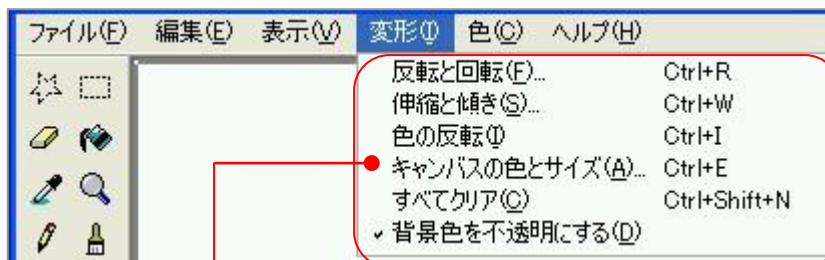 ファイル(F) 編集(E) 表示(V) 変形(I) 色(C) ヘルプ(H)
反転と回転(F)... Ctrl+R
伸縮と傾き(S)... Ctrl+W
色の反転(I) Ctrl+I
キャンバスの色とサイズ(A)... Ctrl+E
すべてクリア(C) Ctrl+Shift+N
✓背景色を不透明にする(D)